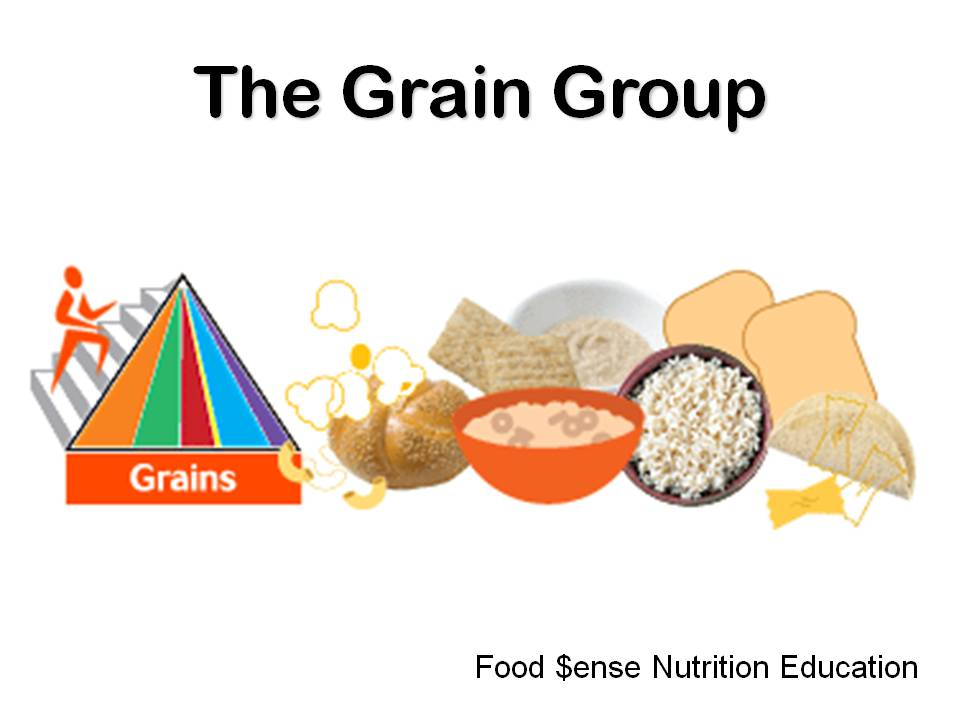 The Grain Group
Grains
Food $ense Nutrition Education